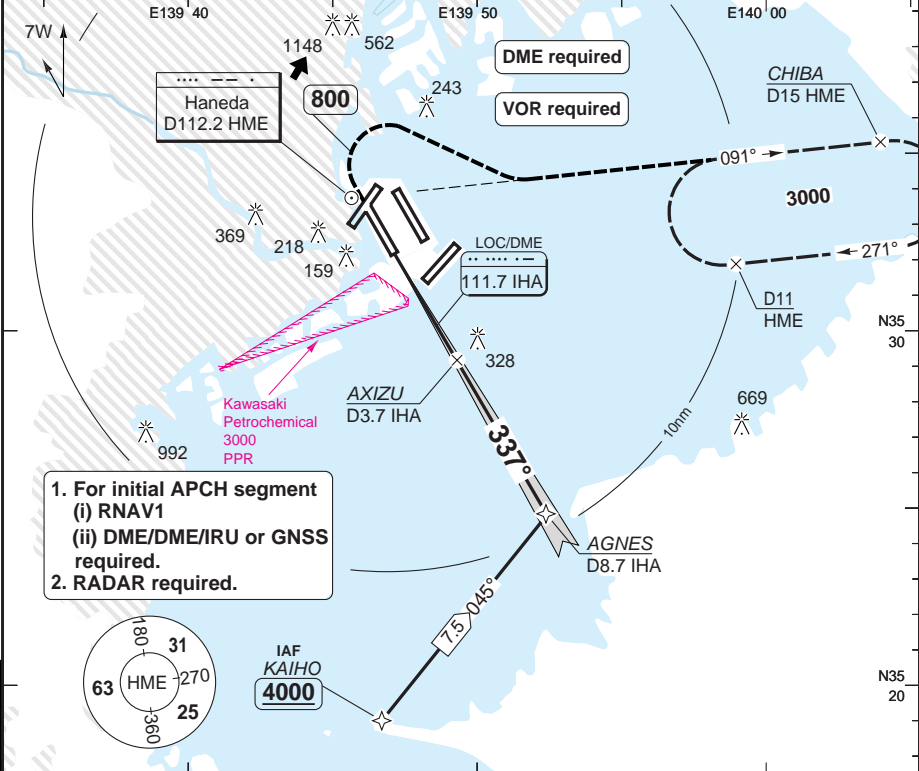 E139 40
E139 50
E140 00
7W
1148
562
DME required
VOR required
CHIBA
D15 HME
Haneda
D112.2 HME
800
243
091°
3000
271°
369
218
159
LOC/DME
111.7 IHA
D11
HME
N35
30
328
AXIZU
D3.7 IHA
Kawasaki
Petrochemical
3000
PPR
992
669
10nm
337°
1. For initial APCH segment
(i) RNAV1
(ii) DME/DME/IRU or GNSS
required.
2. RADAR required.
AGNES
D8.7 IHA
7.5
045°
IAF
KAIHO
4000
180
31
63
HME
270
25
360
N35
20